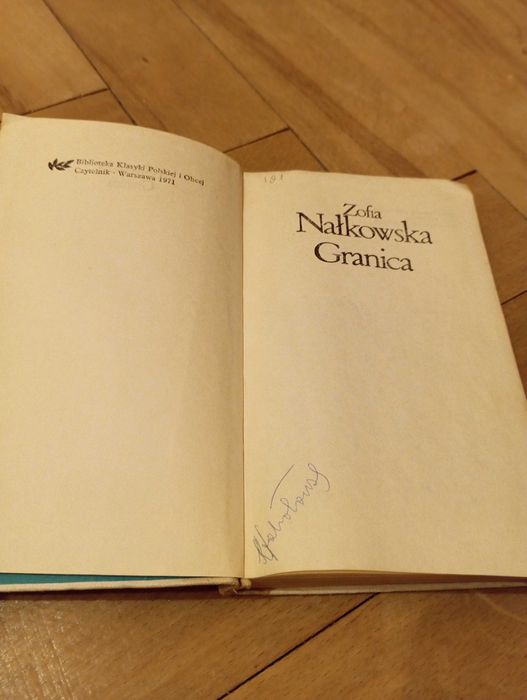 Biblioteka Klasyki Polskiej i Obcej
Czytelnik · Warszawa 1971
Zofia
Nałkowska
Granica